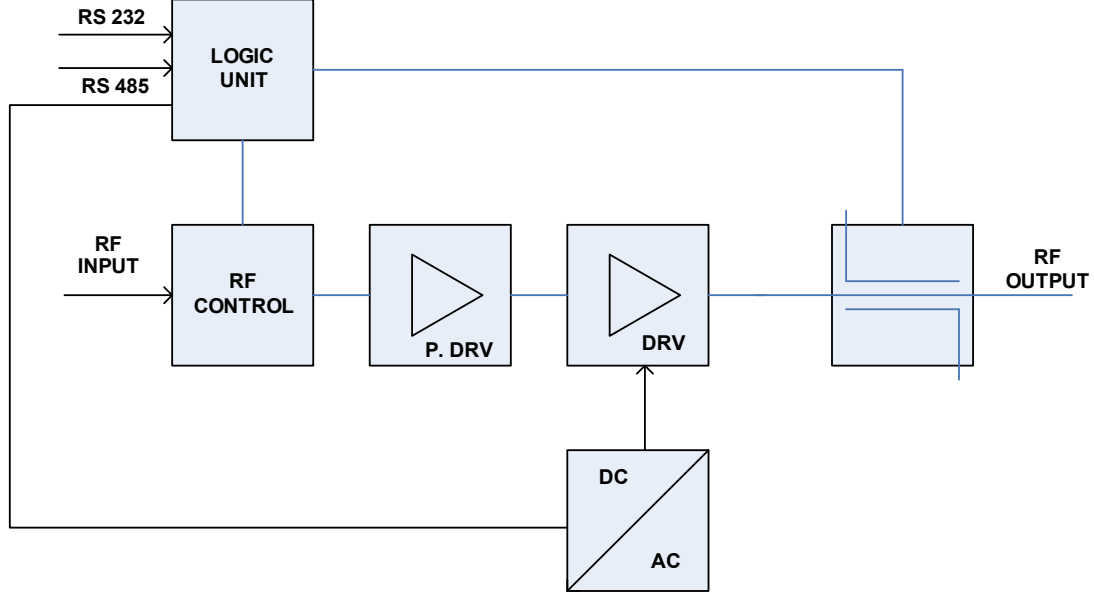 RS 232
LOGIC
UNIT
RS 485
RF
INPUT
RF
CONTROL
P. DRV
DRV
RF
OUTPUT
DC
AC